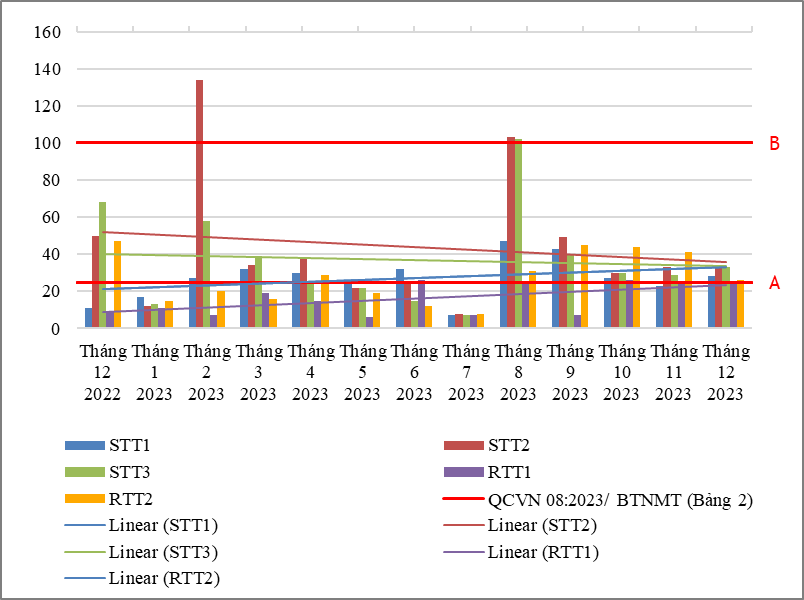 160
140
120
100
80
60
40
20
0
B
A
Tháng 12 2022
Tháng 1 2023
Tháng 2 2023
Tháng 3 2023
Tháng 4 2023
Tháng 5 2023
Tháng 6 2023
Tháng 7 2023
Tháng 8 2023
Tháng 9 2023
Tháng 10 2023
Tháng 11 2023
Tháng 12 2023
STT1
STT2
STT3
RTT1
RTT2
QCVN 08:2023/ BTNMT (Bảng 2)
Linear (STT1)
Linear (STT2)
Linear (STT3)
Linear (RTT1)
Linear (RTT2)